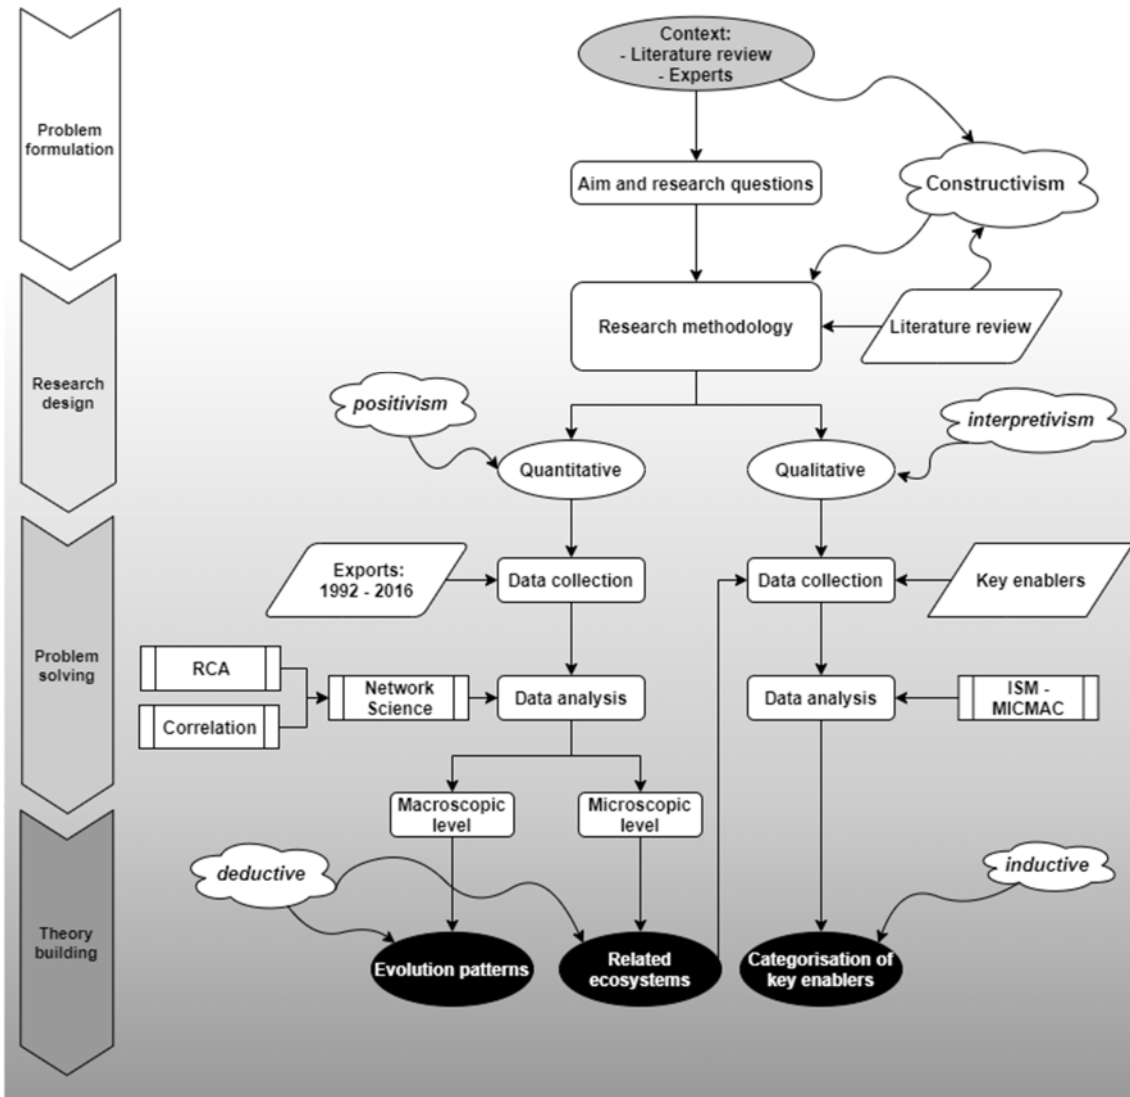 Context:
- Literature review
- Experts
Problem
formulation
Aim and research questions
Constructivism
Research methodology
Literature review
Research
design
positivism
interpretivism
Quantitative
Qualitative
Exports:
1992 - 2016
Data collection
Data collection
Key enablers
Problem
solving
RCA
Correlation
Network
Science
Data analysis
Data analysis
ISM -
MICMAC
Macroscopic
level
Microscopic
level
deductive
inductive
Theory
building
Evolution patterns
Related
ecosystems
Categorisation of
key enablers